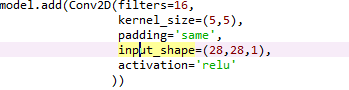 model.add(Conv2D(filters=16,
kernel_size=(5,5),
padding='same',
input_shape=(28,28,1),
activation='relu'
))